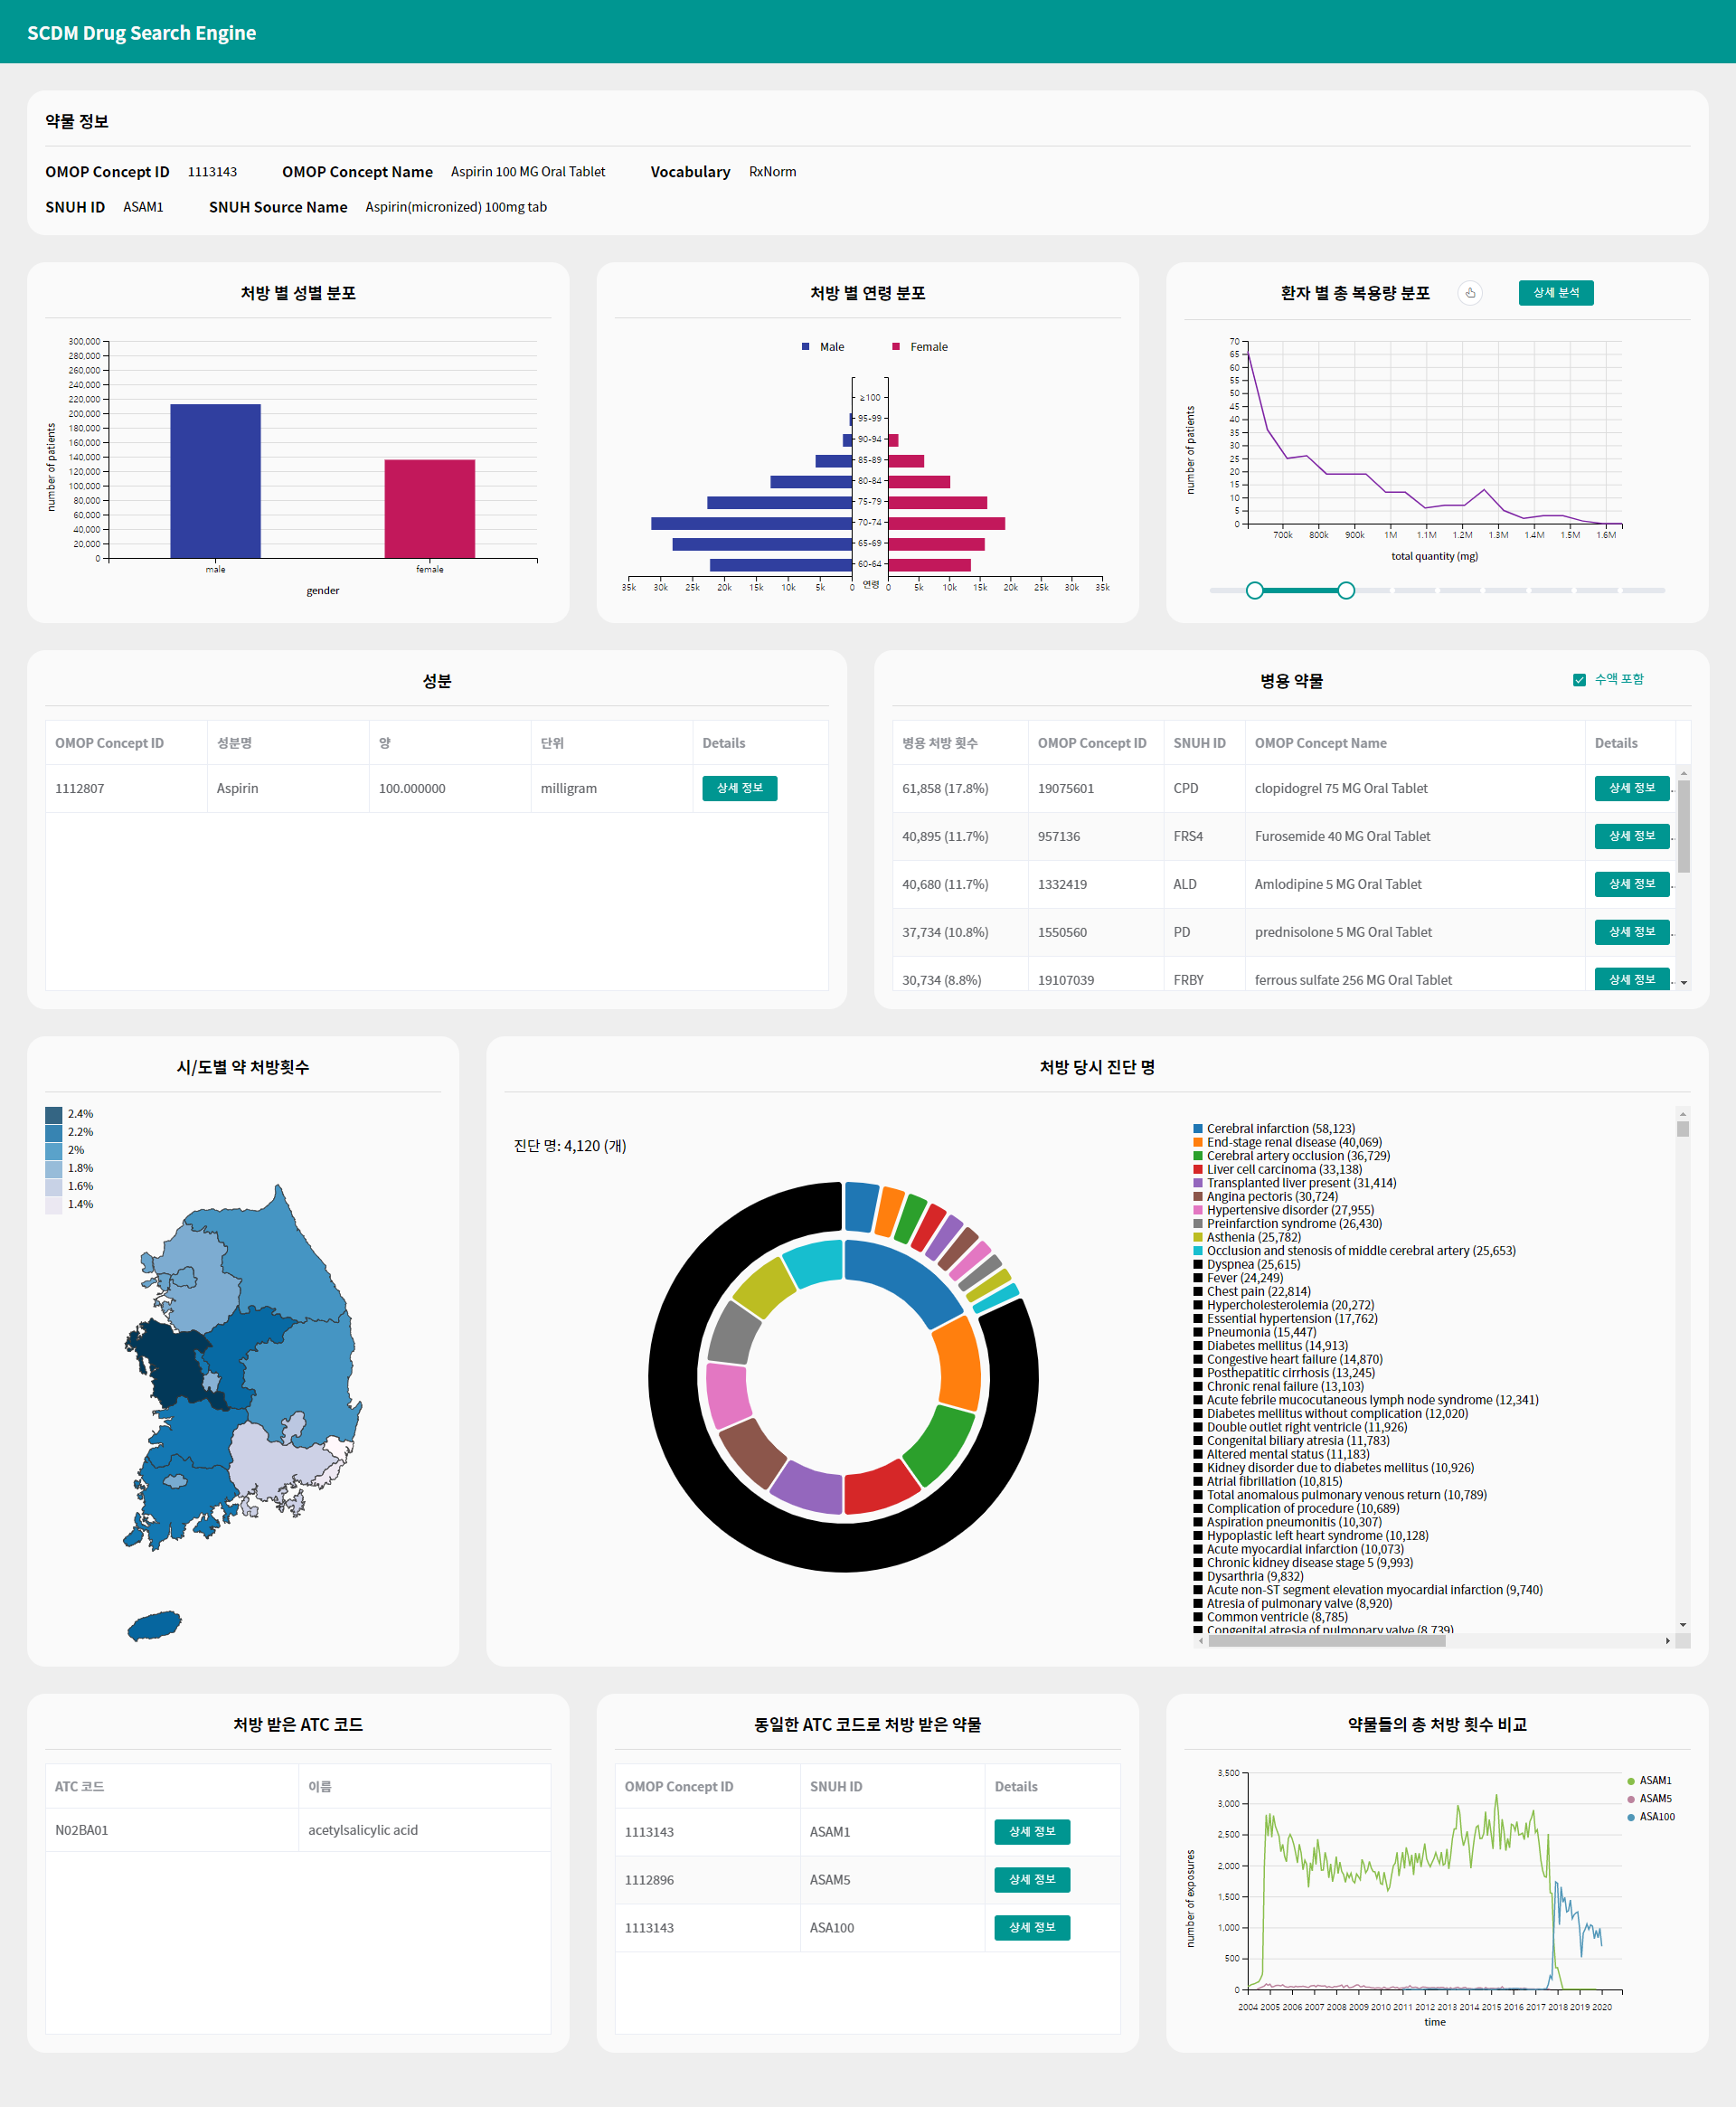 SCDM Drug Search Engine
약물 정보
OMOP Concept ID 1113143 OMOP Concept Name Aspirin 100 MG Oral Tablet Vocabulary RxNorm
SNUH ID ASAM1 SNUH Source Name Aspirin(micronized) 100mg tab
처방 별 성별 분포
300,000
280,000
260,000
240,000
220,000
200,000
180,000
160,000
140,000
120,000
100,000
80,000
60,000
40,000
20,000
0
number of patients
male female
gender
처방 별 연령 분포
Male Female
≥100
95-99
90-94
85-89
80-84
75-79
70-74
65-69
60-64
35k 30k 25k 20k 15k 10k 5k 0 연령 0 5k 10k 15k 20k 25k 30k 35k
환자 별 총 복용량 분포 상세 분석
70
65
60
55
50
45
40
35
30
25
20
15
10
5
0
number of patients
700k 800k 900k 1M 1.1M 1.2M 1.3M 1.4M 1.5M 1.6M
total quantity (mg)
성분
OMOP Concept ID 성분명 양 단위 Details
1112807 Aspirin 100.000000 milligram 상세 정보
병용 약물 수액 포함
병용 처방 횟수 OMOP Concept ID SNUH ID OMOP Concept Name Details
61,858 (17.8%) 19075601 CPD clopidogrel 75 MG Oral Tablet 상세 정보
40,895 (11.7%) 957136 FRS4 Furosemide 40 MG Oral Tablet 상세 정보
40,680 (11.7%) 1332419 ALD Amlodipine 5 MG Oral Tablet 상세 정보
37,734 (10.8%) 1550560 PD prednisolone 5 MG Oral Tablet 상세 정보
30,734 (8.8%) 19107039 FRBY ferrous sulfate 256 MG Oral Tablet 상세 정보
시/도별 약 처방횟수
2.4%
2.2%
2%
1.8%
1.6%
1.4%
처방 당시 진단 명
진단 명: 4,120 (개)
Cerebral infarction (58,123)
End-stage renal disease (40,069)
Cerebral artery occlusion (36,729)
Liver cell carcinoma (33,138)
Transplanted liver present (31,414)
Angina pectoris (30,724)
Hypertensive disorder (27,955)
Preinfarction syndrome (26,430)
Asthenia (25,782)
Occlusion and stenosis of middle cerebral artery (25,653)
Dyspnea (25,615)
Fever (24,249)
Chest pain (22,814)
Hypercholesterolemia (20,272)
Essential hypertension (17,762)
Pneumonia (15,447)
Diabetes mellitus (14,913)
Congestive heart failure (14,870)
Posthepatitic cirrhosis (13,245)
Chronic renal failure (13,103)
Acute febrile mucocutaneous lymph node syndrome (12,341)
Diabetes mellitus without complication (12,020)
Double outlet right ventricle (11,926)
Congenital biliary atresia (11,783)
Altered mental status (11,183)
Kidney disorder due to diabetes mellitus (10,926)
Atrial fibrillation (10,815)
Total anomalous pulmonary venous return (10,789)
Complication of procedure (10,689)
Aspiration pneumonitis (10,307)
Hypoplastic left heart syndrome (10,128)
Acute myocardial infarction (10,073)
Chronic kidney disease stage 5 (9,993)
Dysarthria (9,832)
Acute non-ST segment elevation myocardial infarction (9,740)
Atresia of pulmonary valve (8,920)
Common ventricle (8,785)
Congenital atresia of pulmonary valve (8,739)
처방 받은 ATC 코드
ATC 코드 이름
N02BA01 acetylsalicylic acid
동일한 ATC 코드로 처방 받은 약물
OMOP Concept ID SNUH ID Details
1113143 ASAM1 상세 정보
1112896 ASAM5 상세 정보
1113143 ASA100 상세 정보
약물들의 총 처방 횟수 비교
3,500
3,000
2,500
2,000
1,500
1,000
500
0
number of exposures
ASAM1
ASAM5
ASA100
2004 2005 2006 2007 2008 2009 2010 2011 2012 2013 2014 2015 2016 2017 2018 2019 2020
time